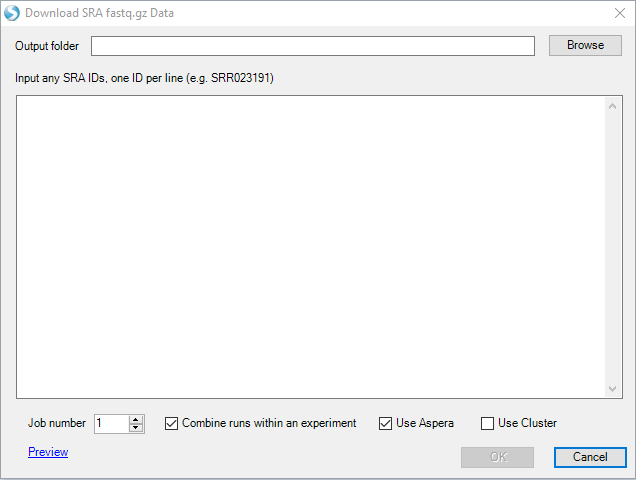 Download SRA fastq.gz Data
Output folder
Browse
Input any SRA IDs, one ID per line (e.g. SRR023191)
Job number 1 Combine runs within an experiment Use Aspera Use Cluster
Preview
OK Cancel